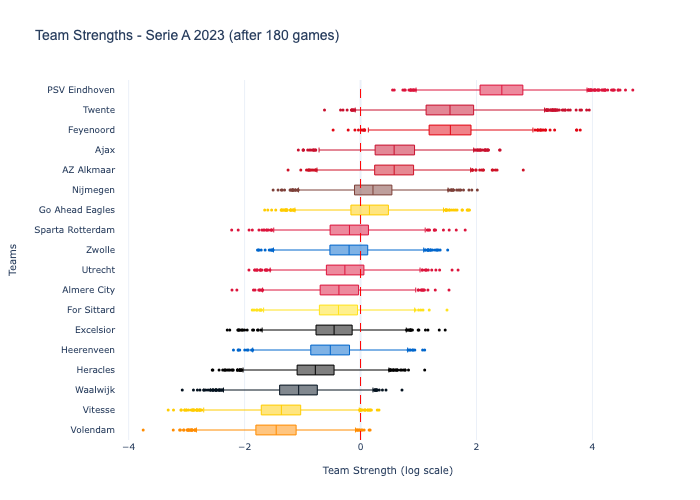 Team Strengths - Serie A 2023 (after 180 games)
PSV Eindhoven
Twente
Feyenoord
Ajax
AZ Alkmaar
Nijmegen
Go Ahead Eagles
Sparta Rotterdam
Zwolle
Utrecht
Almere City
For Sittard
Excelsior
Heerenveen
Heracles
Waalwijk
Vitesse
Volendam
Teams
−4 −2 0 2 4
Team Strength (log scale)